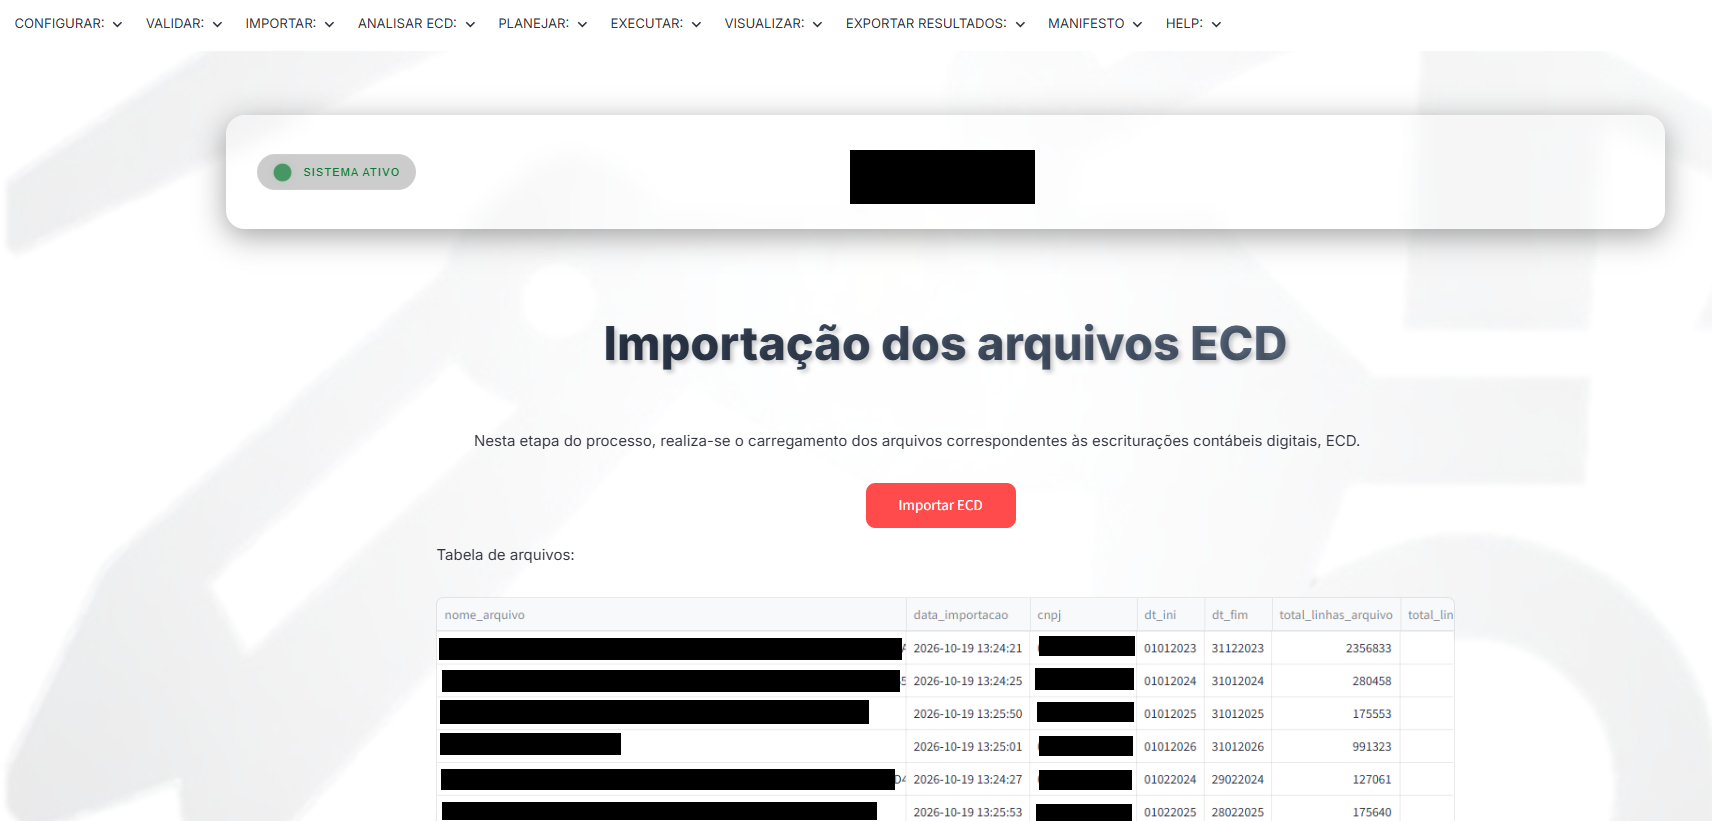 CONFIGURAR: VALIDAR: IMPORTAR: ANALISAR ECD: PLANEJAR: EXECUTAR: VISUALIZAR: EXPORTAR RESULTADOS: MANIFESTO HELP:
SISTEMA ATIVO
Importação dos arquivos ECD
Nesta etapa do processo, realiza-se o carregamento dos arquivos correspondentes às escriturações contábeis digitais, ECD.
Importar ECD
Tabela de arquivos:
nome_arquivo data_importacao cnpj dt_ini dt_fim total_linhas_arquivo total_lin
2026-10-19 13:24:21 01012023 31122023 2356833
2026-10-19 13:24:25 01012024 31012024 280458
2026-10-19 13:25:50 01012025 31012025 175553
2026-10-19 13:25:01 01012026 31012026 991323
2026-10-19 13:24:27 01022024 29022024 127061
2026-10-19 13:25:53 01022025 28022025 175640